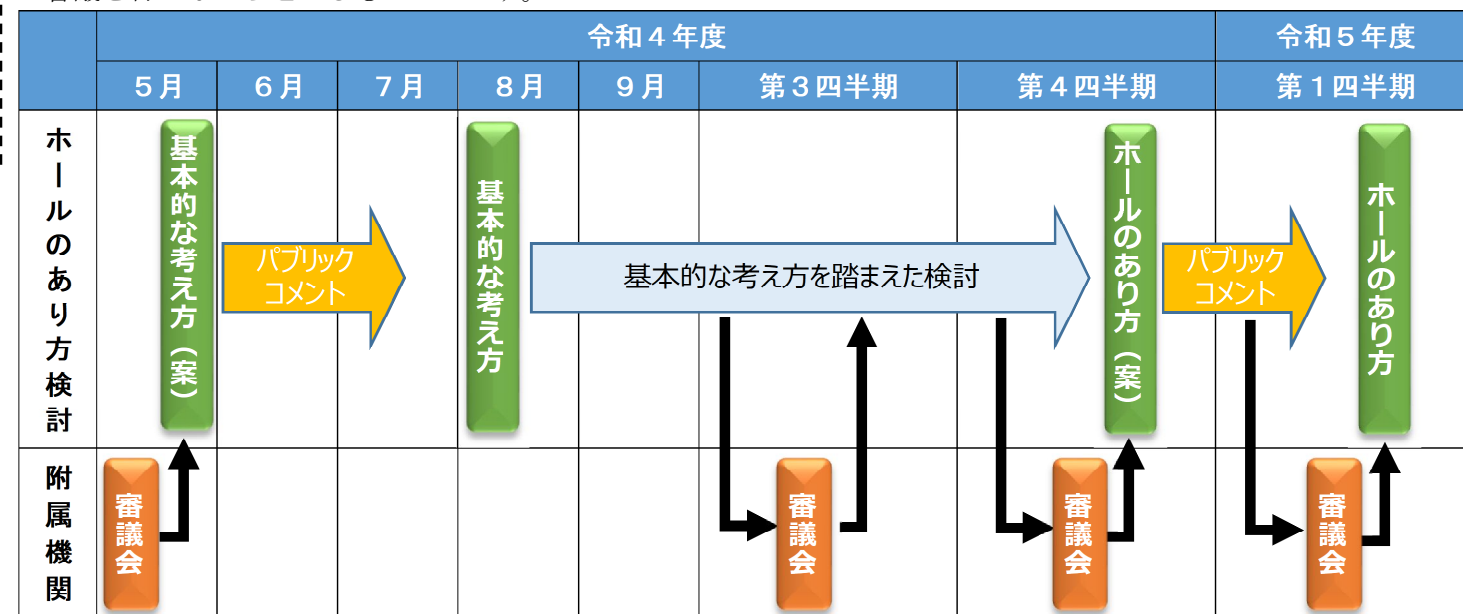 令和４年度
令和５年度
５月
６月
７月
８月
９月
第３四半期
第４四半期
第１四半期
ホールのあり方検討
基本的な考え方（案）
パブリック
コメント
基本的な考え方
基本的な考え方を踏まえた検討
ホールのあり方（案）
パブリック
コメント
ホールのあり方
附属機関
審議会
審議会
審議会
審議会